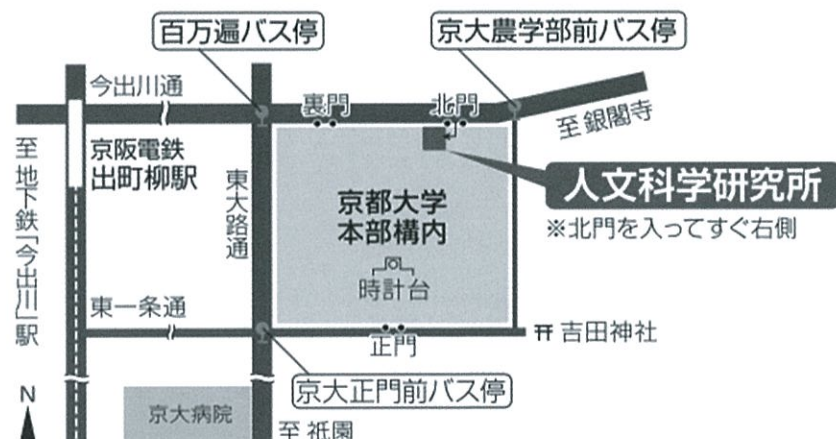 百万遍バス停
京大農学部前バス停
今出川通
裏門
北門
至 銀閣寺
京阪電鉄
出町柳駅
至 地下鉄「今出川」駅
東大路通
人文科学研究所
※北門を入ってすぐ右側
京都大学
本部構内
時計台
東一条通
正門
吉田神社
京大正門前バス停
N
京大病院
至 祇園